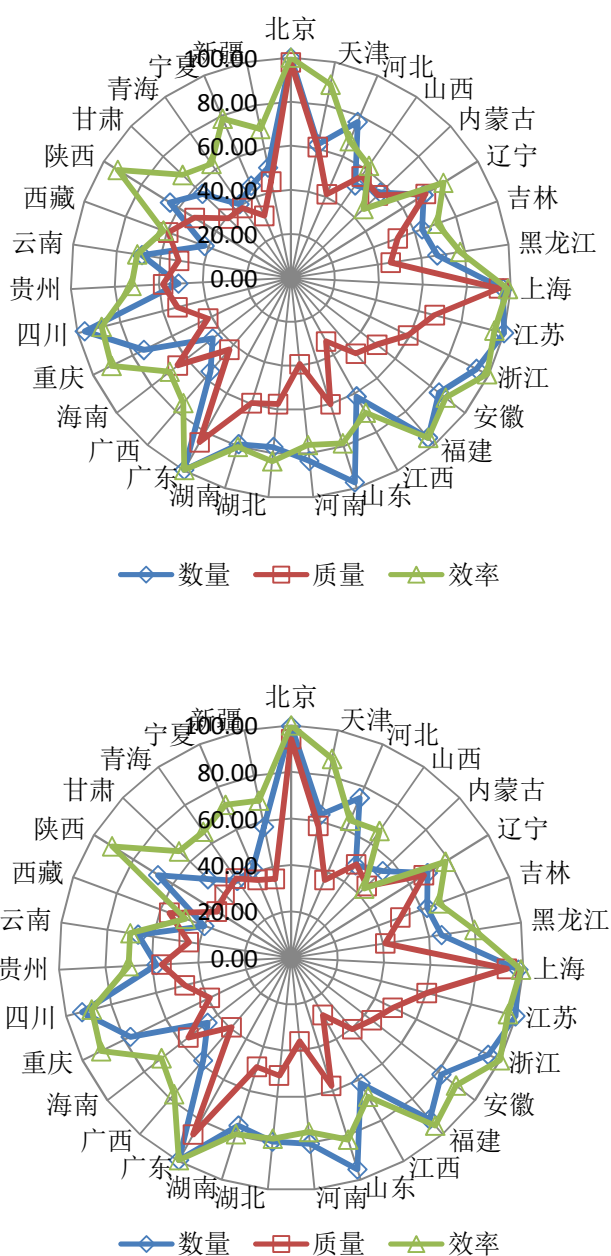 北京
天津
河北
山西
内蒙古
辽宁
吉林
黑龙江
上海
江苏
浙江
安徽
福建
江西
山东
河南
湖北
湖南
广东
广西
海南
重庆
四川
贵州
云南
西藏
陕西
甘肃
青海
宁夏
新疆
100.00
80.00
60.00
40.00
20.00
0.00
数量 质量 效率
北京
天津
河北
山西
内蒙古
辽宁
吉林
黑龙江
上海
江苏
浙江
安徽
福建
江西
山东
河南
湖北
湖南
广东
广西
海南
重庆
四川
贵州
云南
西藏
陕西
甘肃
青海
宁夏
新疆
100.00
80.00
60.00
40.00
20.00
0.00
数量 质量 效率